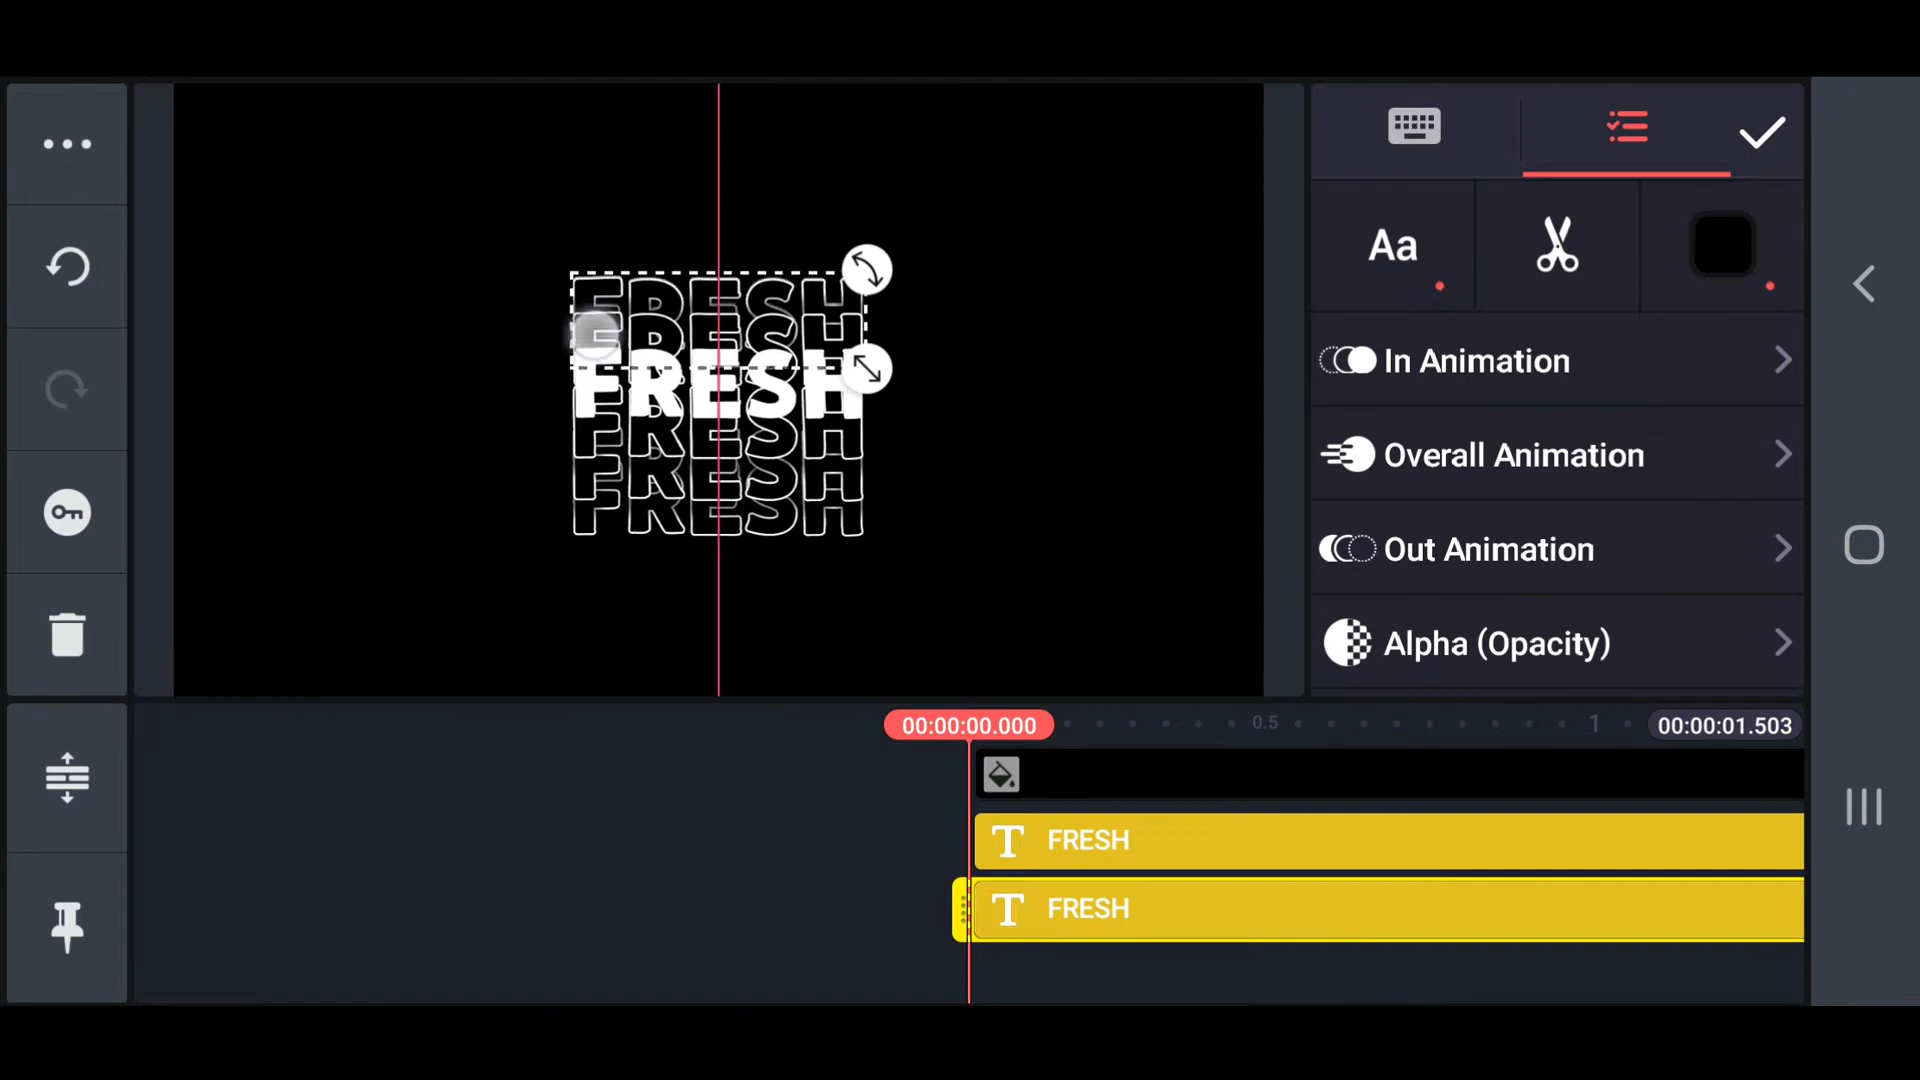 FRESH
FRESH
FRESH
FRESH
FRESH
FRESH
Aa
In Animation
Overall Animation
Out Animation
Alpha (Opacity)
00:00:00.000
0.5
1
00:00:01.503
T FRESH
T FRESH